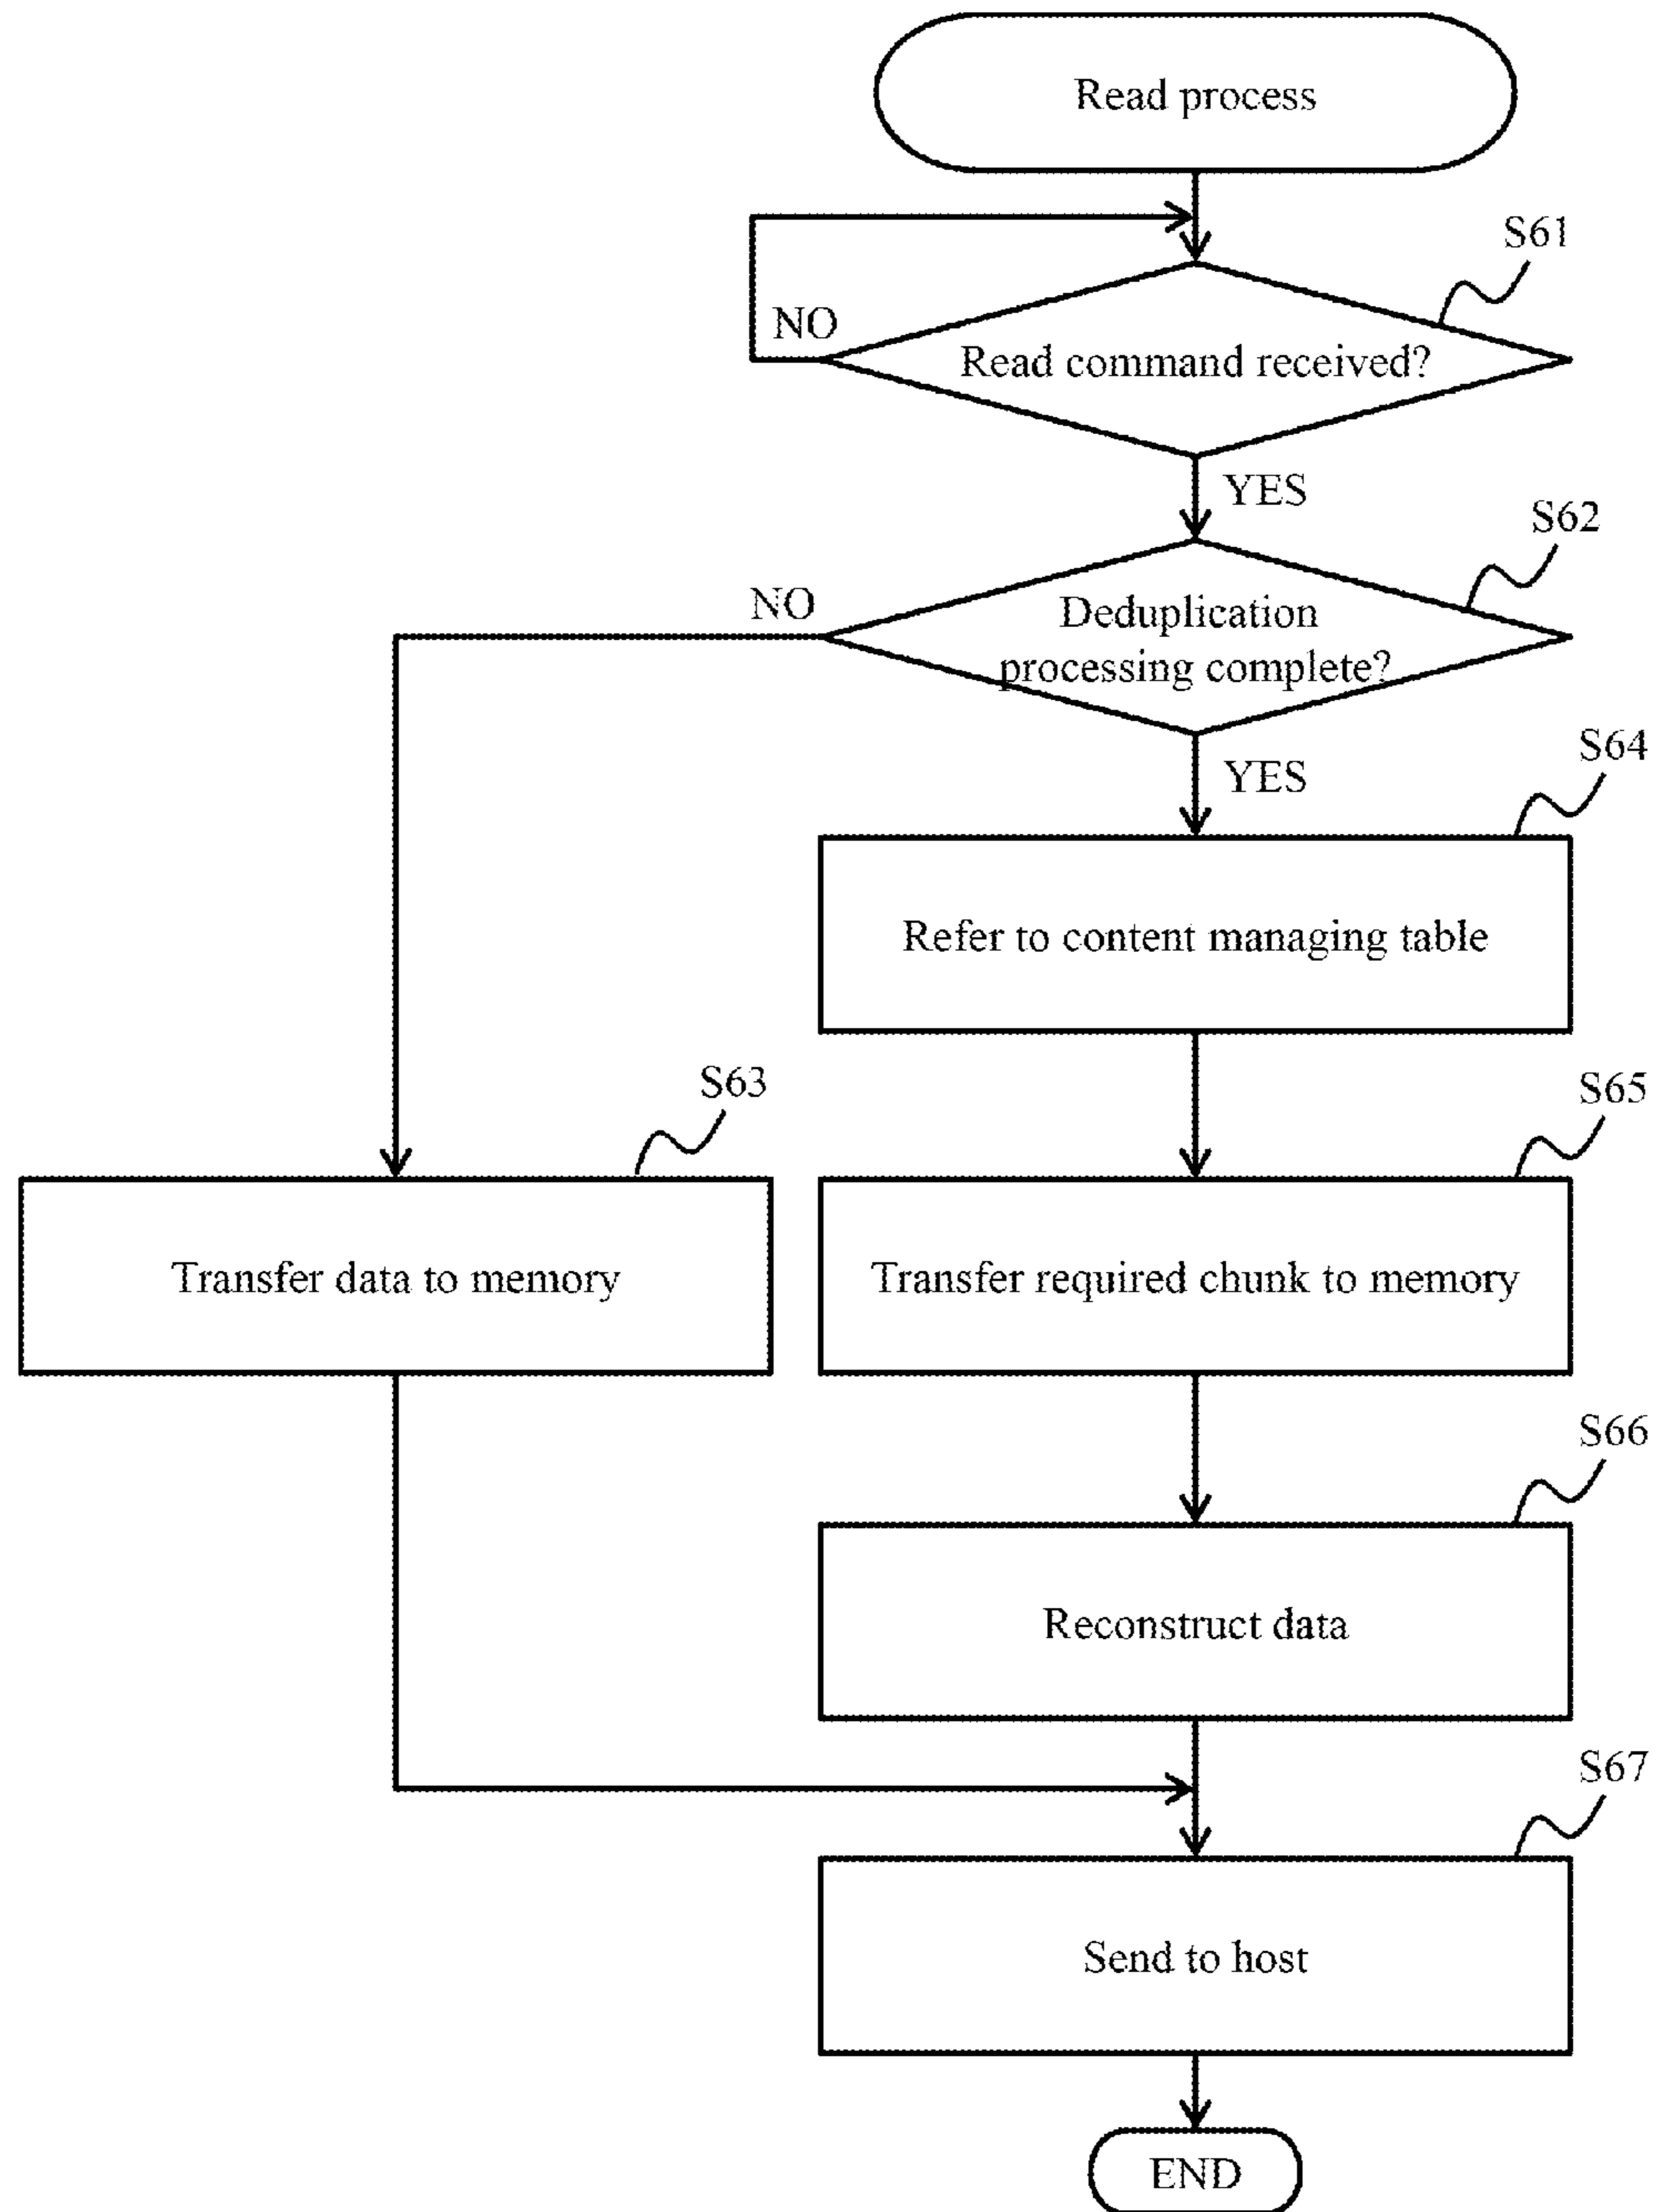 Read process
S61
NO
Read command received?
YES
S62
NO
Deduplication
processing complete?
YES
S64
Refer to content managing table
S63
S65
Transfer data to memory
Transfer required chunk to memory
S66
Reconstruct data
S67
Send to host
END